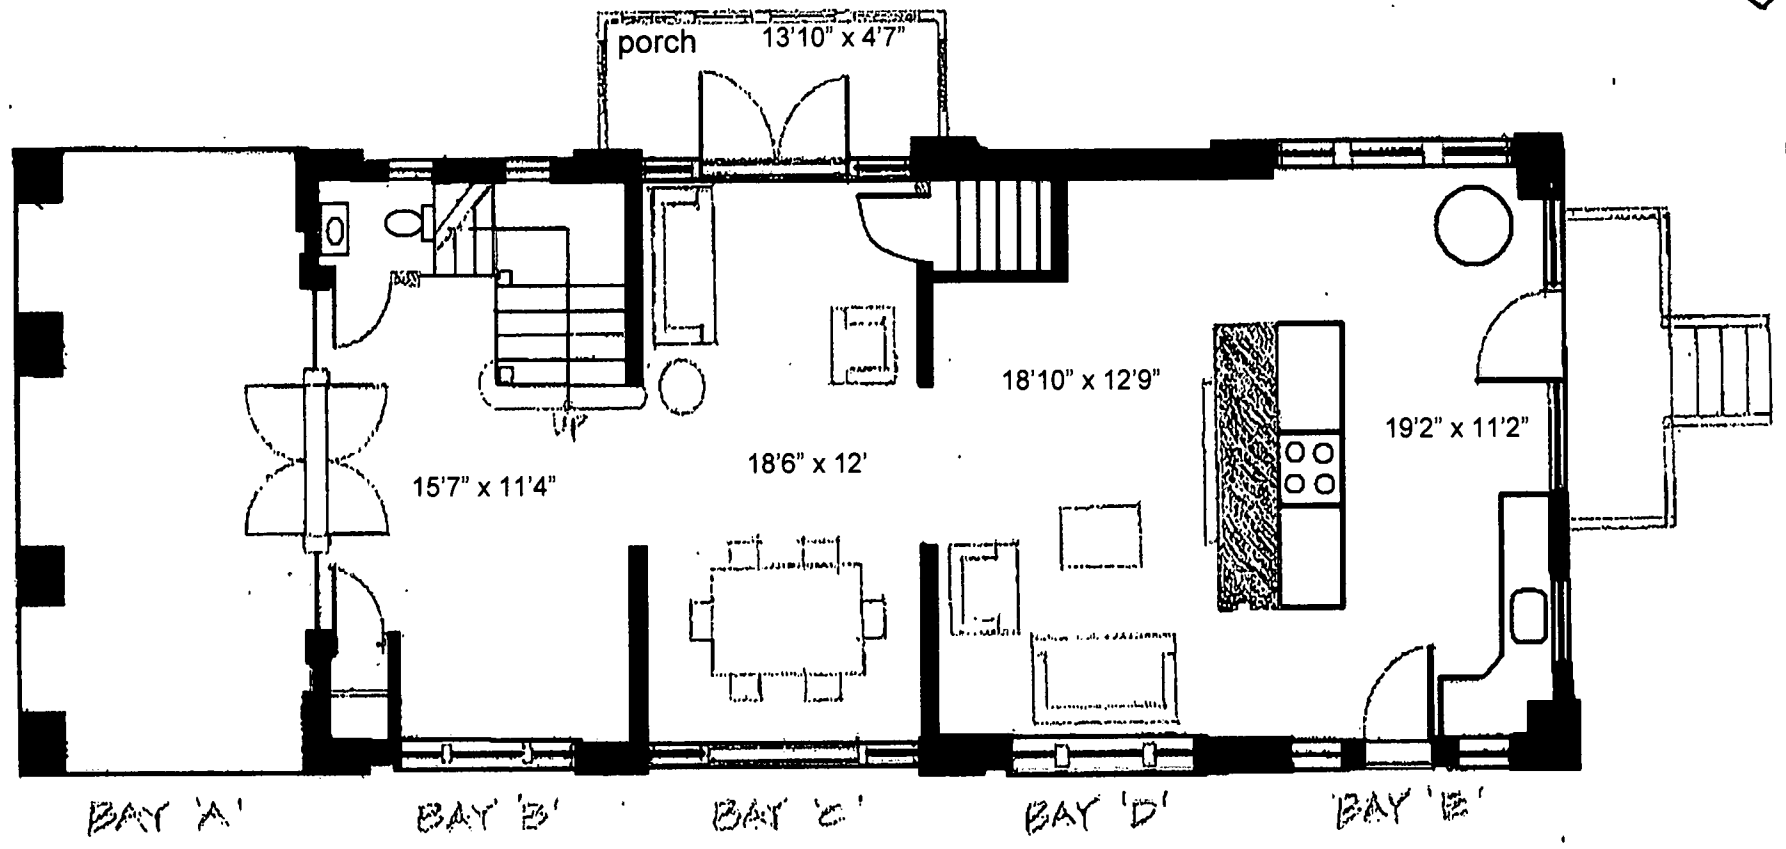 porch
13'10" x 4'7"
18'10" x 12'9"
19'2" x 11'2"
UP
18'6" x 12'
15'7" x 11'4"
BAY 'A'
BAY 'B'
BAY 'C'
BAY 'D'
BAY 'E'